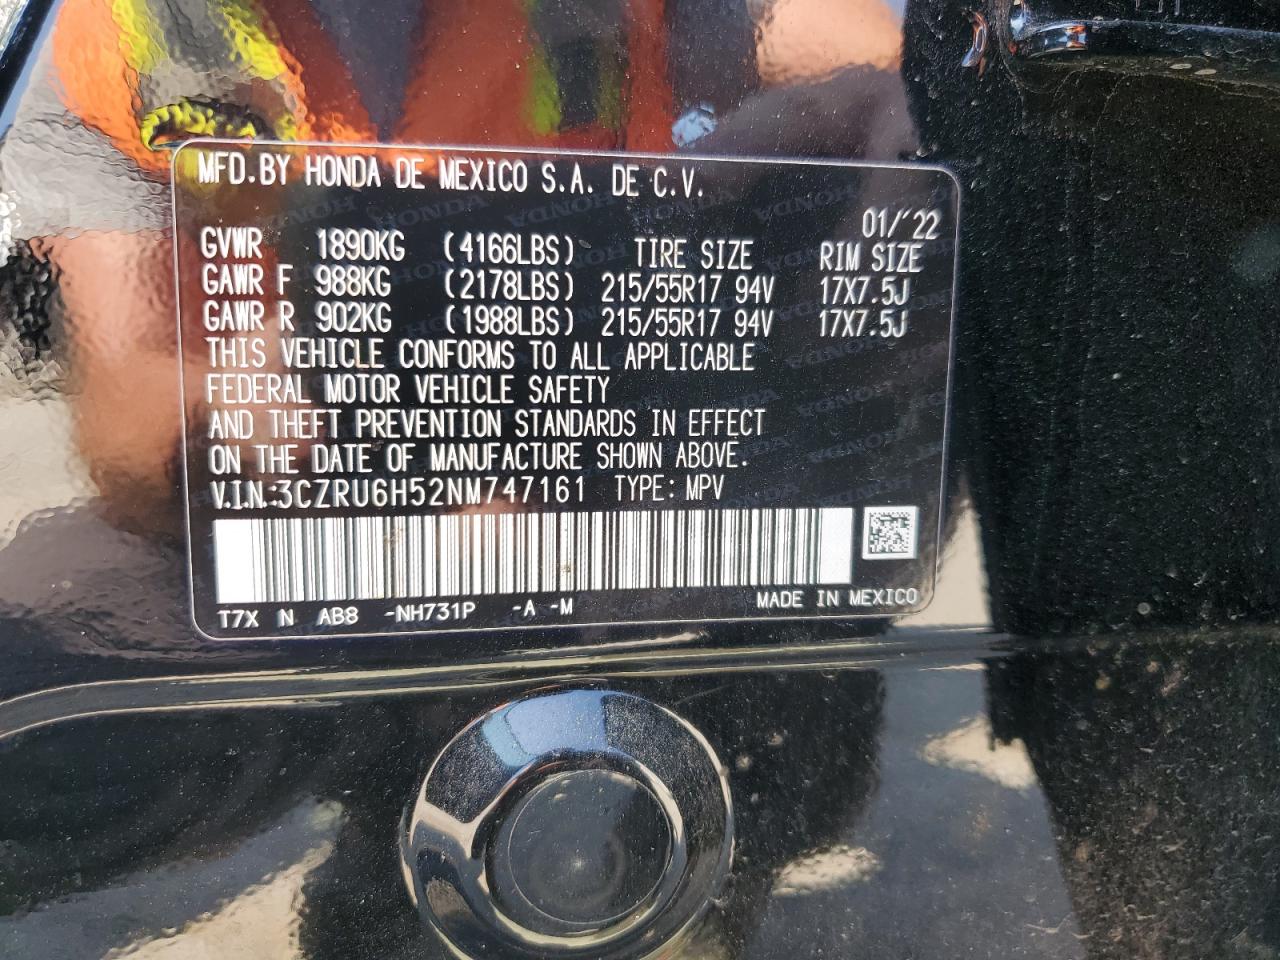 MFD. BY HONDA DE MEXICO S.A. DE C.V.
01/'22
GVWR 1890KG (4166LBS) TIRE SIZE RIM SIZE
GAWR F 988KG (2178LBS) 215/55R17 94V 17X7.5J
GAWR R 902KG (1988LBS) 215/55R17 94V 17X7.5J
THIS VEHICLE CONFORMS TO ALL APPLICABLE
FEDERAL MOTOR VEHICLE SAFETY
AND THEFT PREVENTION STANDARDS IN EFFECT
ON THE DATE OF MANUFACTURE SHOWN ABOVE.
V.I.N.:3CZRU6H52NM747161 TYPE: MPV
T7X N AB8 -NH731P -A -M MADE IN MEXICO